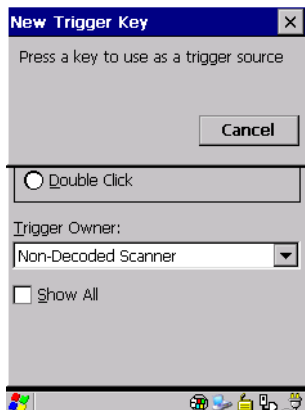 New Trigger Key
Press a key to use as a trigger source
Cancel
Double Click
Trigger Owner:
Non-Decoded Scanner
Show All